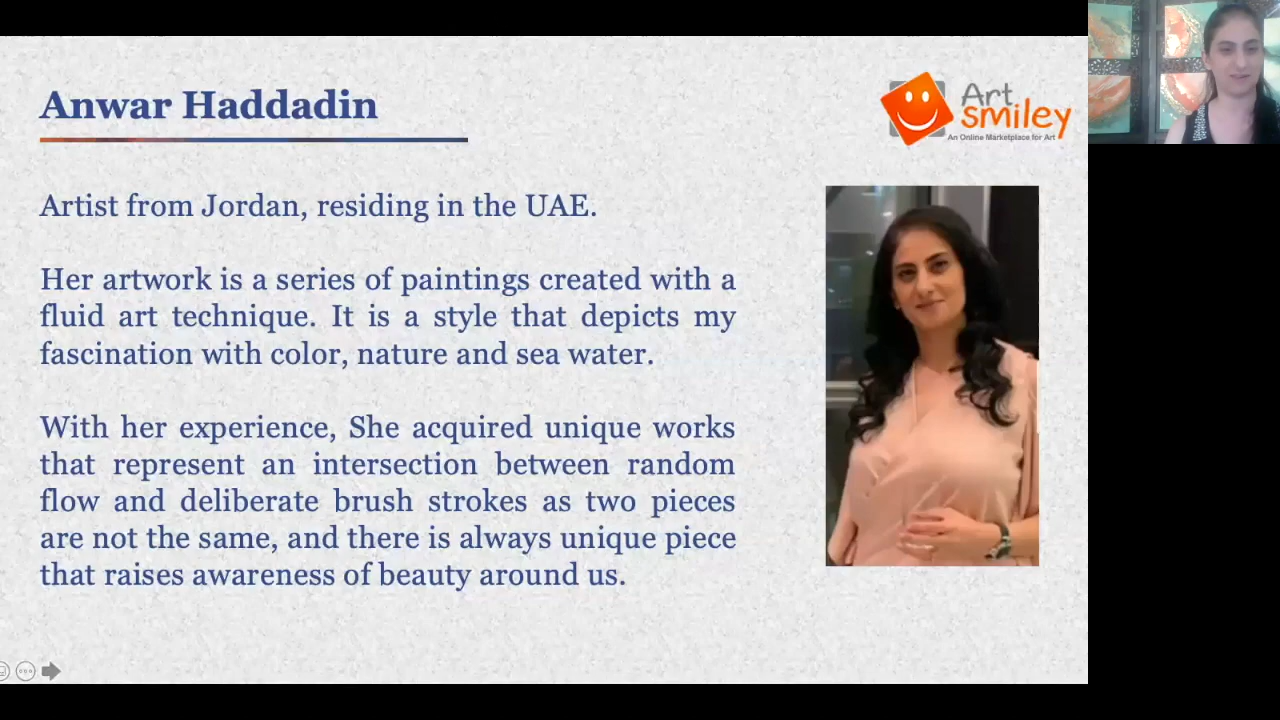 Anwar Haddadin
Art
smiley
An Online Marketplace for Art
Artist from Jordan, residing in the UAE.
Her artwork is a series of paintings created with a
fluid art technique. It is a style that depicts my
fascination with color, nature and sea water.
With her experience, She acquired unique works
that represent an intersection between random
flow and deliberate brush strokes as two pieces
are not the same, and there is always unique piece
that raises awareness of beauty around us.